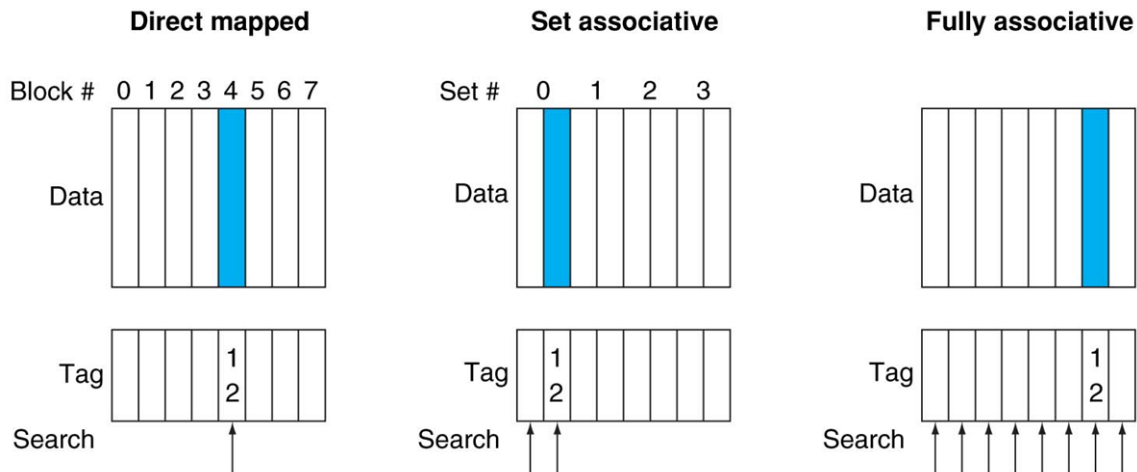 Direct mapped
Block # 0 1 2 3 4 5 6 7
Data
Tag
1
2
Search
Set associative
Set # 0 1 2 3
Data
Tag
1
2
Search
Fully associative
Data
Tag
1
2
Search